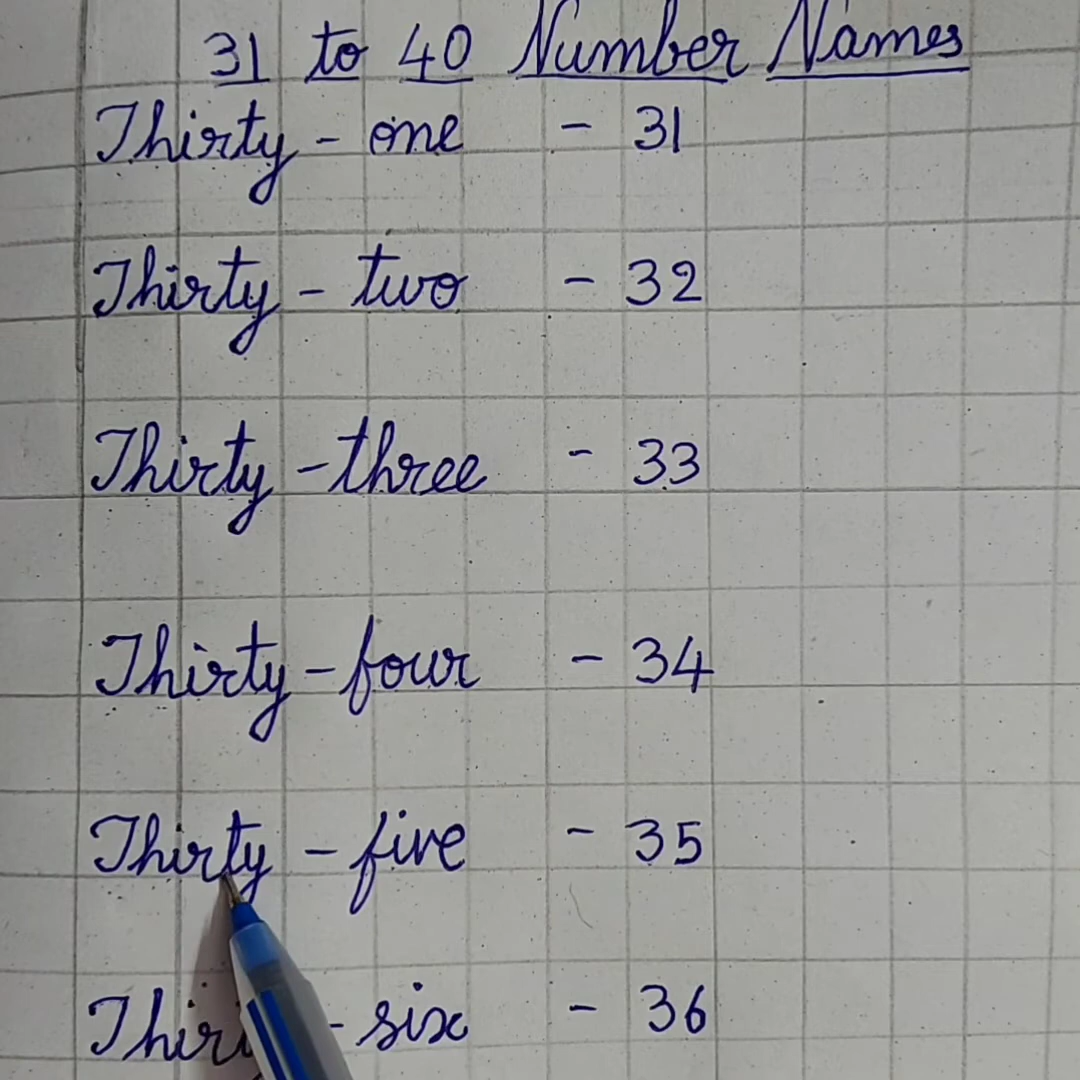 31 to 40 Number Names
Thirty - one - 31
Thirty - two - 32
Thirty - three - 33
Thirty - four - 34
Thirty - five - 35
- six - 36